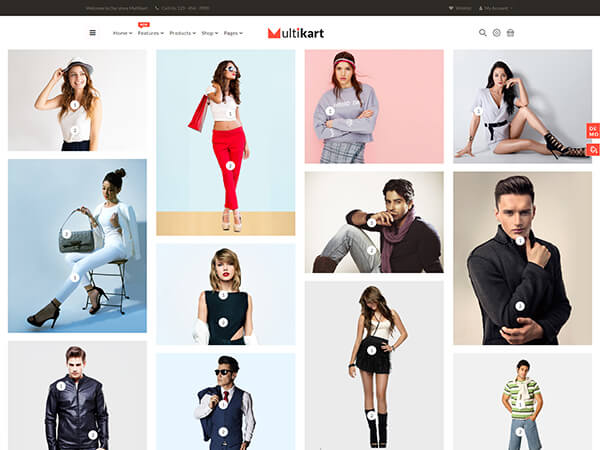 Welcome to Our store Multikart
Call Us: 123 - 456 - 7890
Wishlist
My Account
NEW
Home
Features
Products
Shop
Pages
Multikart
DE
MO